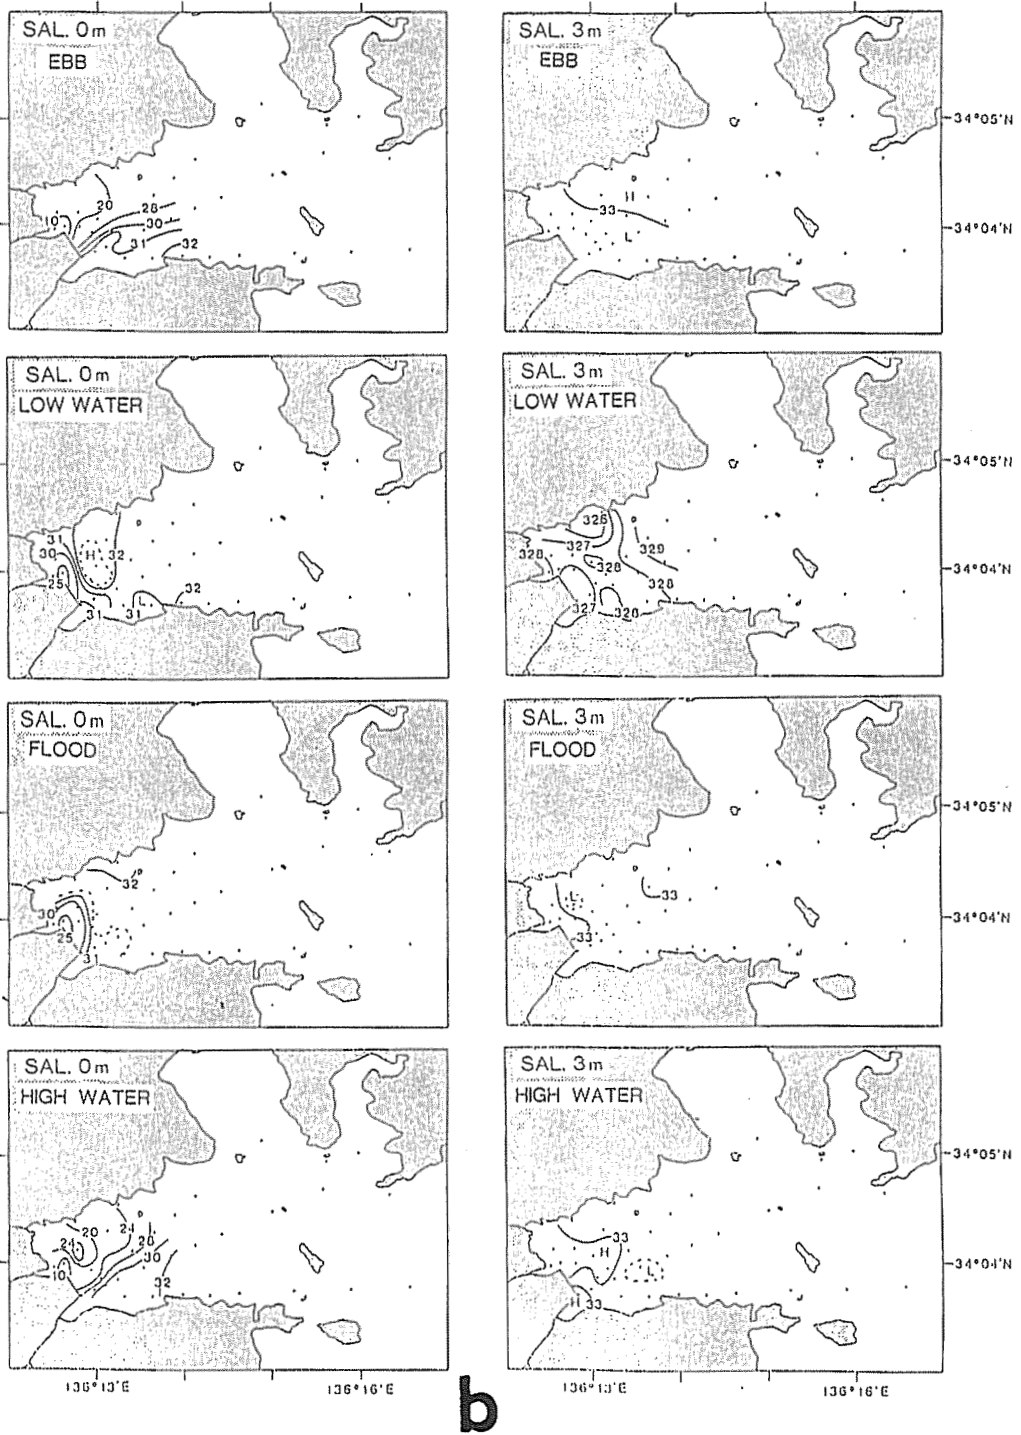 SAL. 0m
EBB
20
10
28
30
31
32
SAL. 3m
EBB
H
33
L
34°05'N
34°04'N
SAL. 0m
LOW WATER
31
30
H
32
25
32
31
31
SAL. 3m
LOW WATER
326
327
329
328
328
328
327
320
34°05'N
34°04'N
SAL. 0m
FLOOD
32
30
25
31
SAL. 3m
FLOOD
L
33
33
34°05'N
34°04'N
SAL. 0m
HIGH WATER
20
24
24
28
30
10
32
SAL. 3m
HIGH WATER
33
H
L
H
33
34°05'N
34°04'N
136°13'E
136°16'E
136°13'E
136°16'E
b